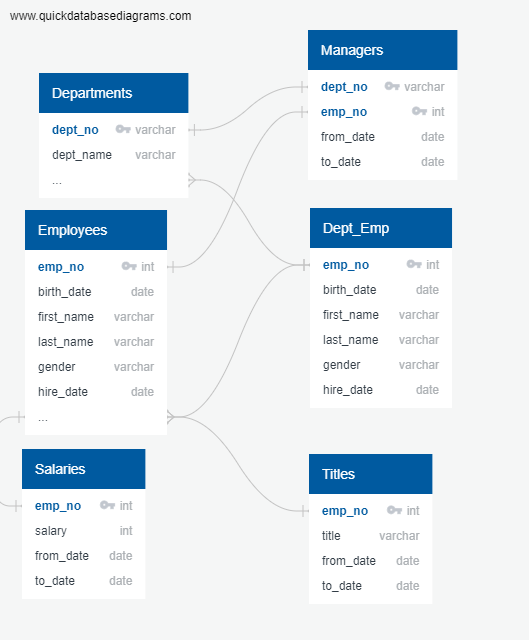 www.quickdatabasediagrams.com
Managers
dept_no varchar
emp_no int
from_date date
to_date date
Departments
dept_no varchar
dept_name varchar
...
Employees
emp_no int
birth_date date
first_name varchar
last_name varchar
gender varchar
hire_date date
...
Dept_Emp
emp_no int
birth_date date
first_name varchar
last_name varchar
gender varchar
hire_date date
Salaries
emp_no int
salary int
from_date date
to_date date
Titles
emp_no int
title varchar
from_date date
to_date date